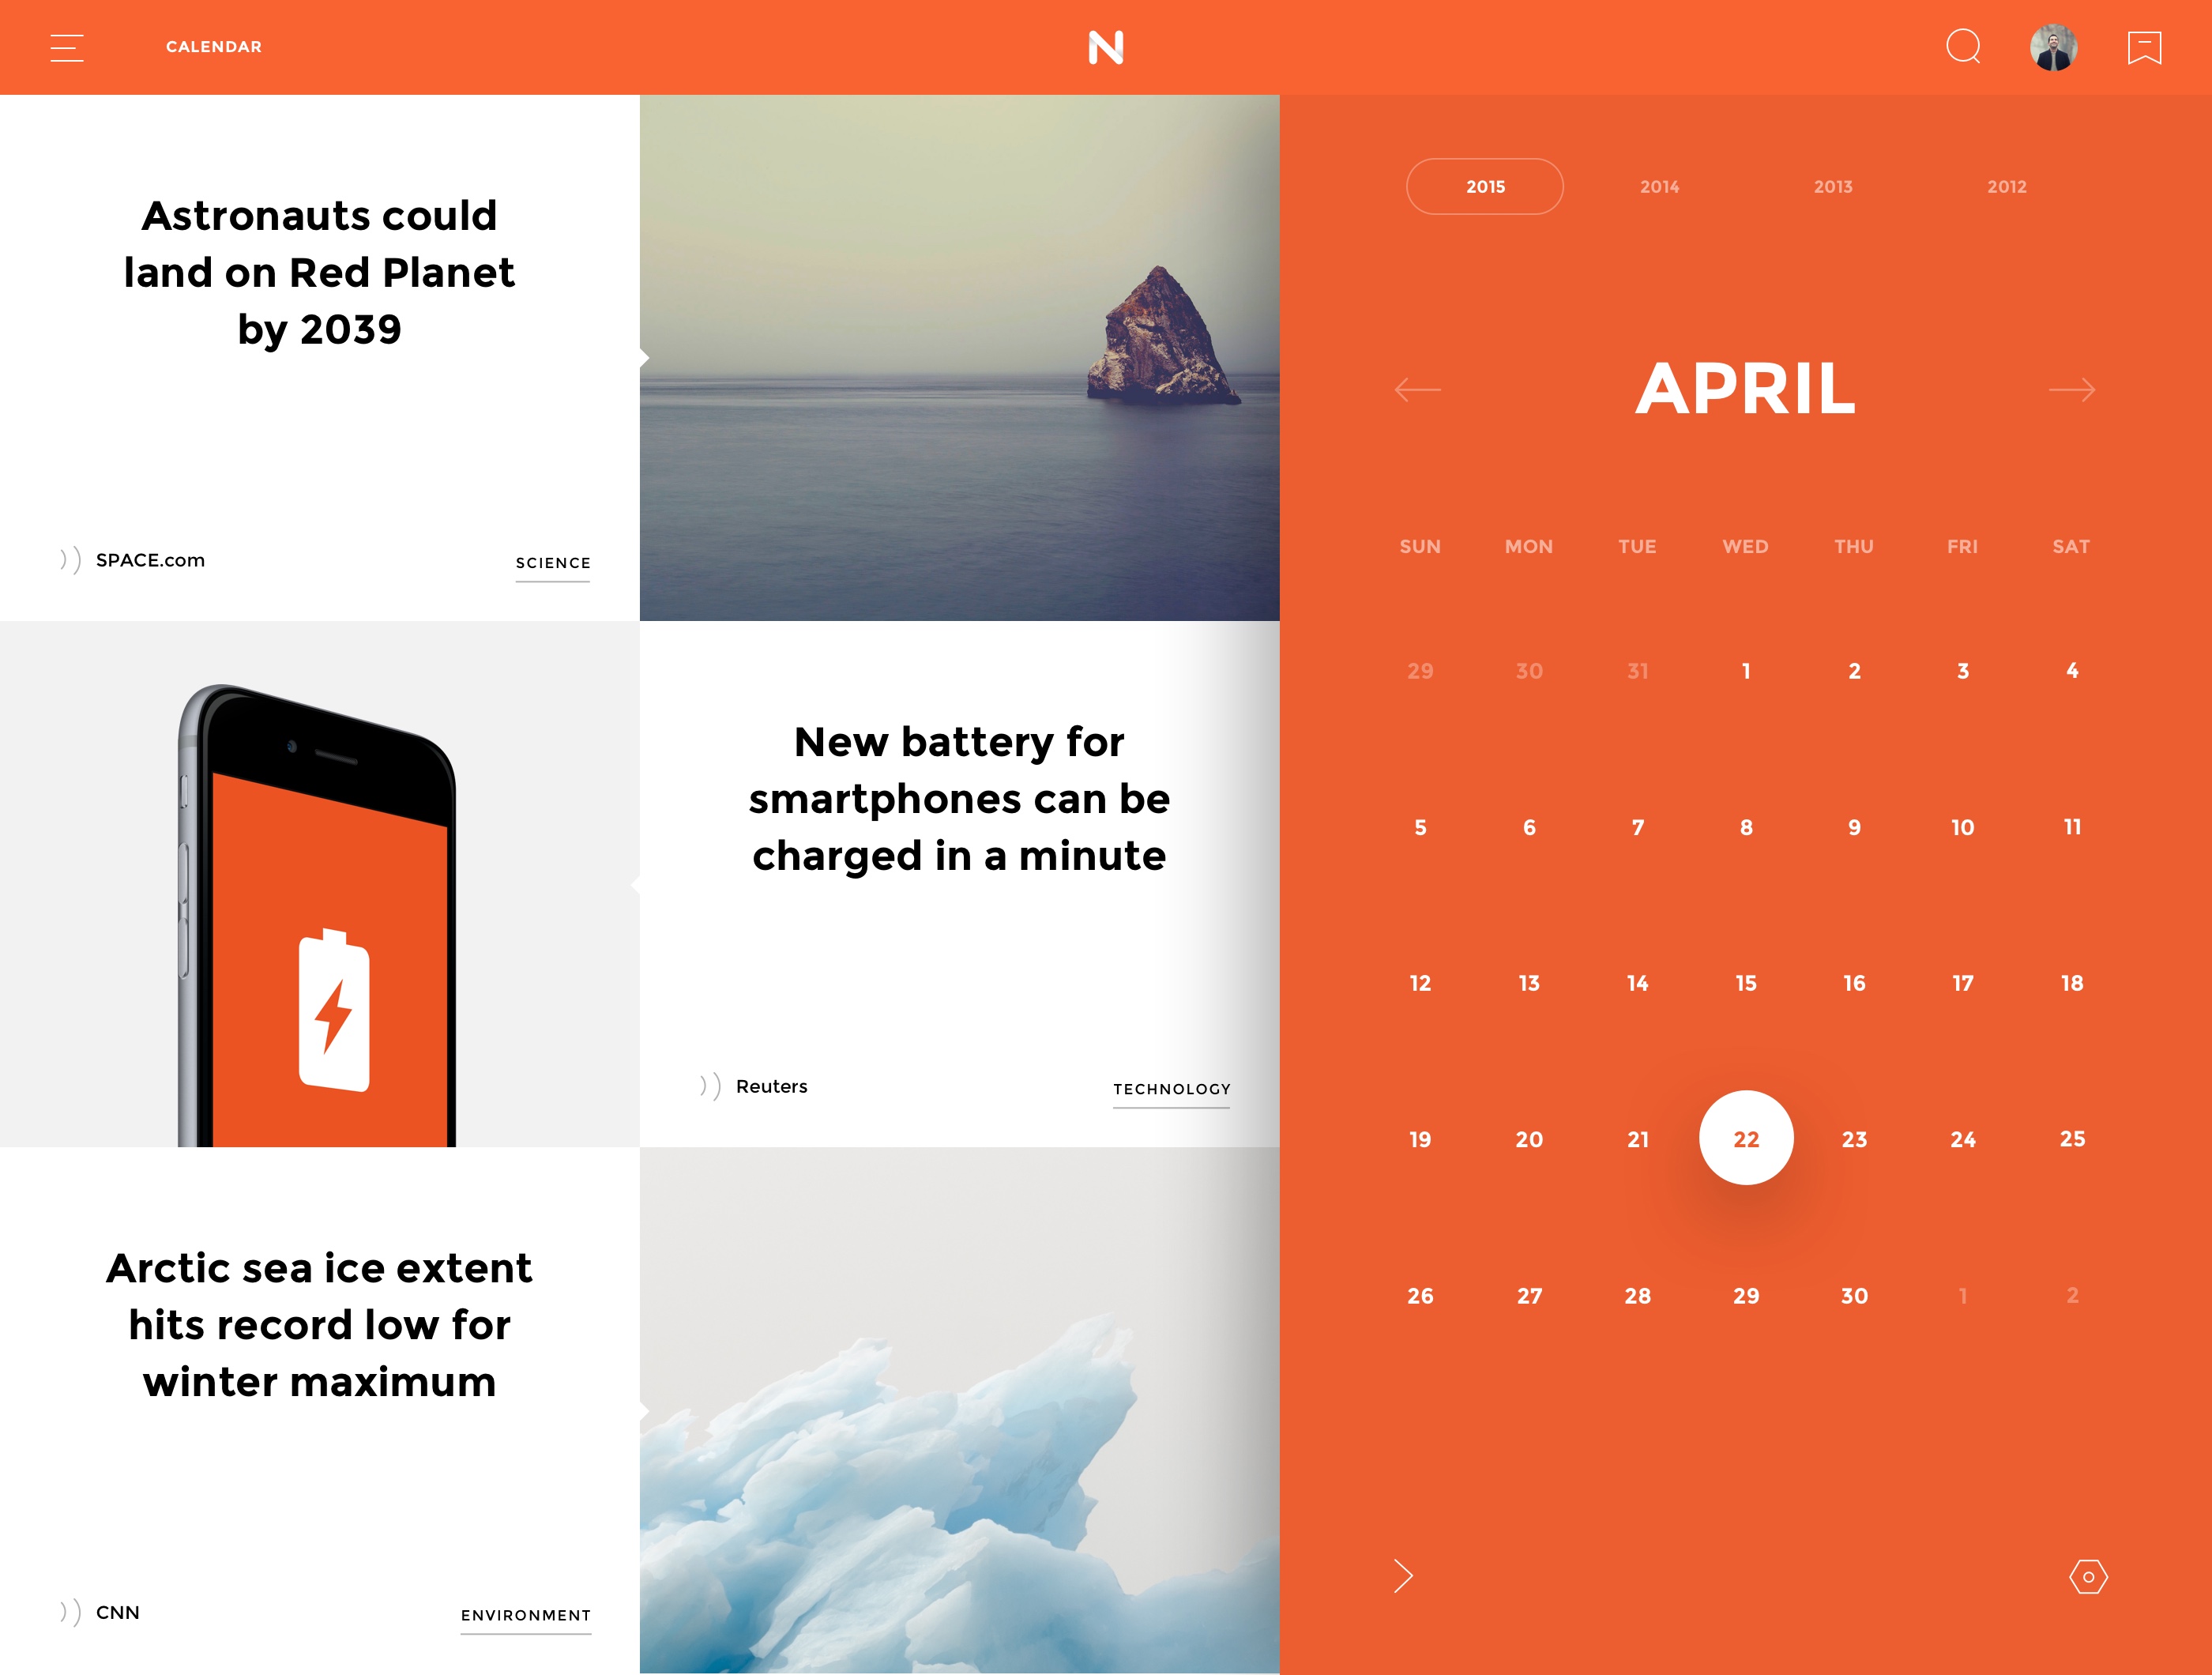 CALENDAR
N
Astronauts could
land on Red Planet
by 2039
SPACE.com
SCIENCE
New battery for
smartphones can be
charged in a minute
Reuters
TECHNOLOGY
Arctic sea ice extent
hits record low for
winter maximum
CNN
ENVIRONMENT
2015 2014 2013 2012
APRIL
SUN MON TUE WED THU FRI SAT
29 30 31 1 2 3 4
5 6 7 8 9 10 11
12 13 14 15 16 17 18
19 20 21 22 23 24 25
26 27 28 29 30 1 2